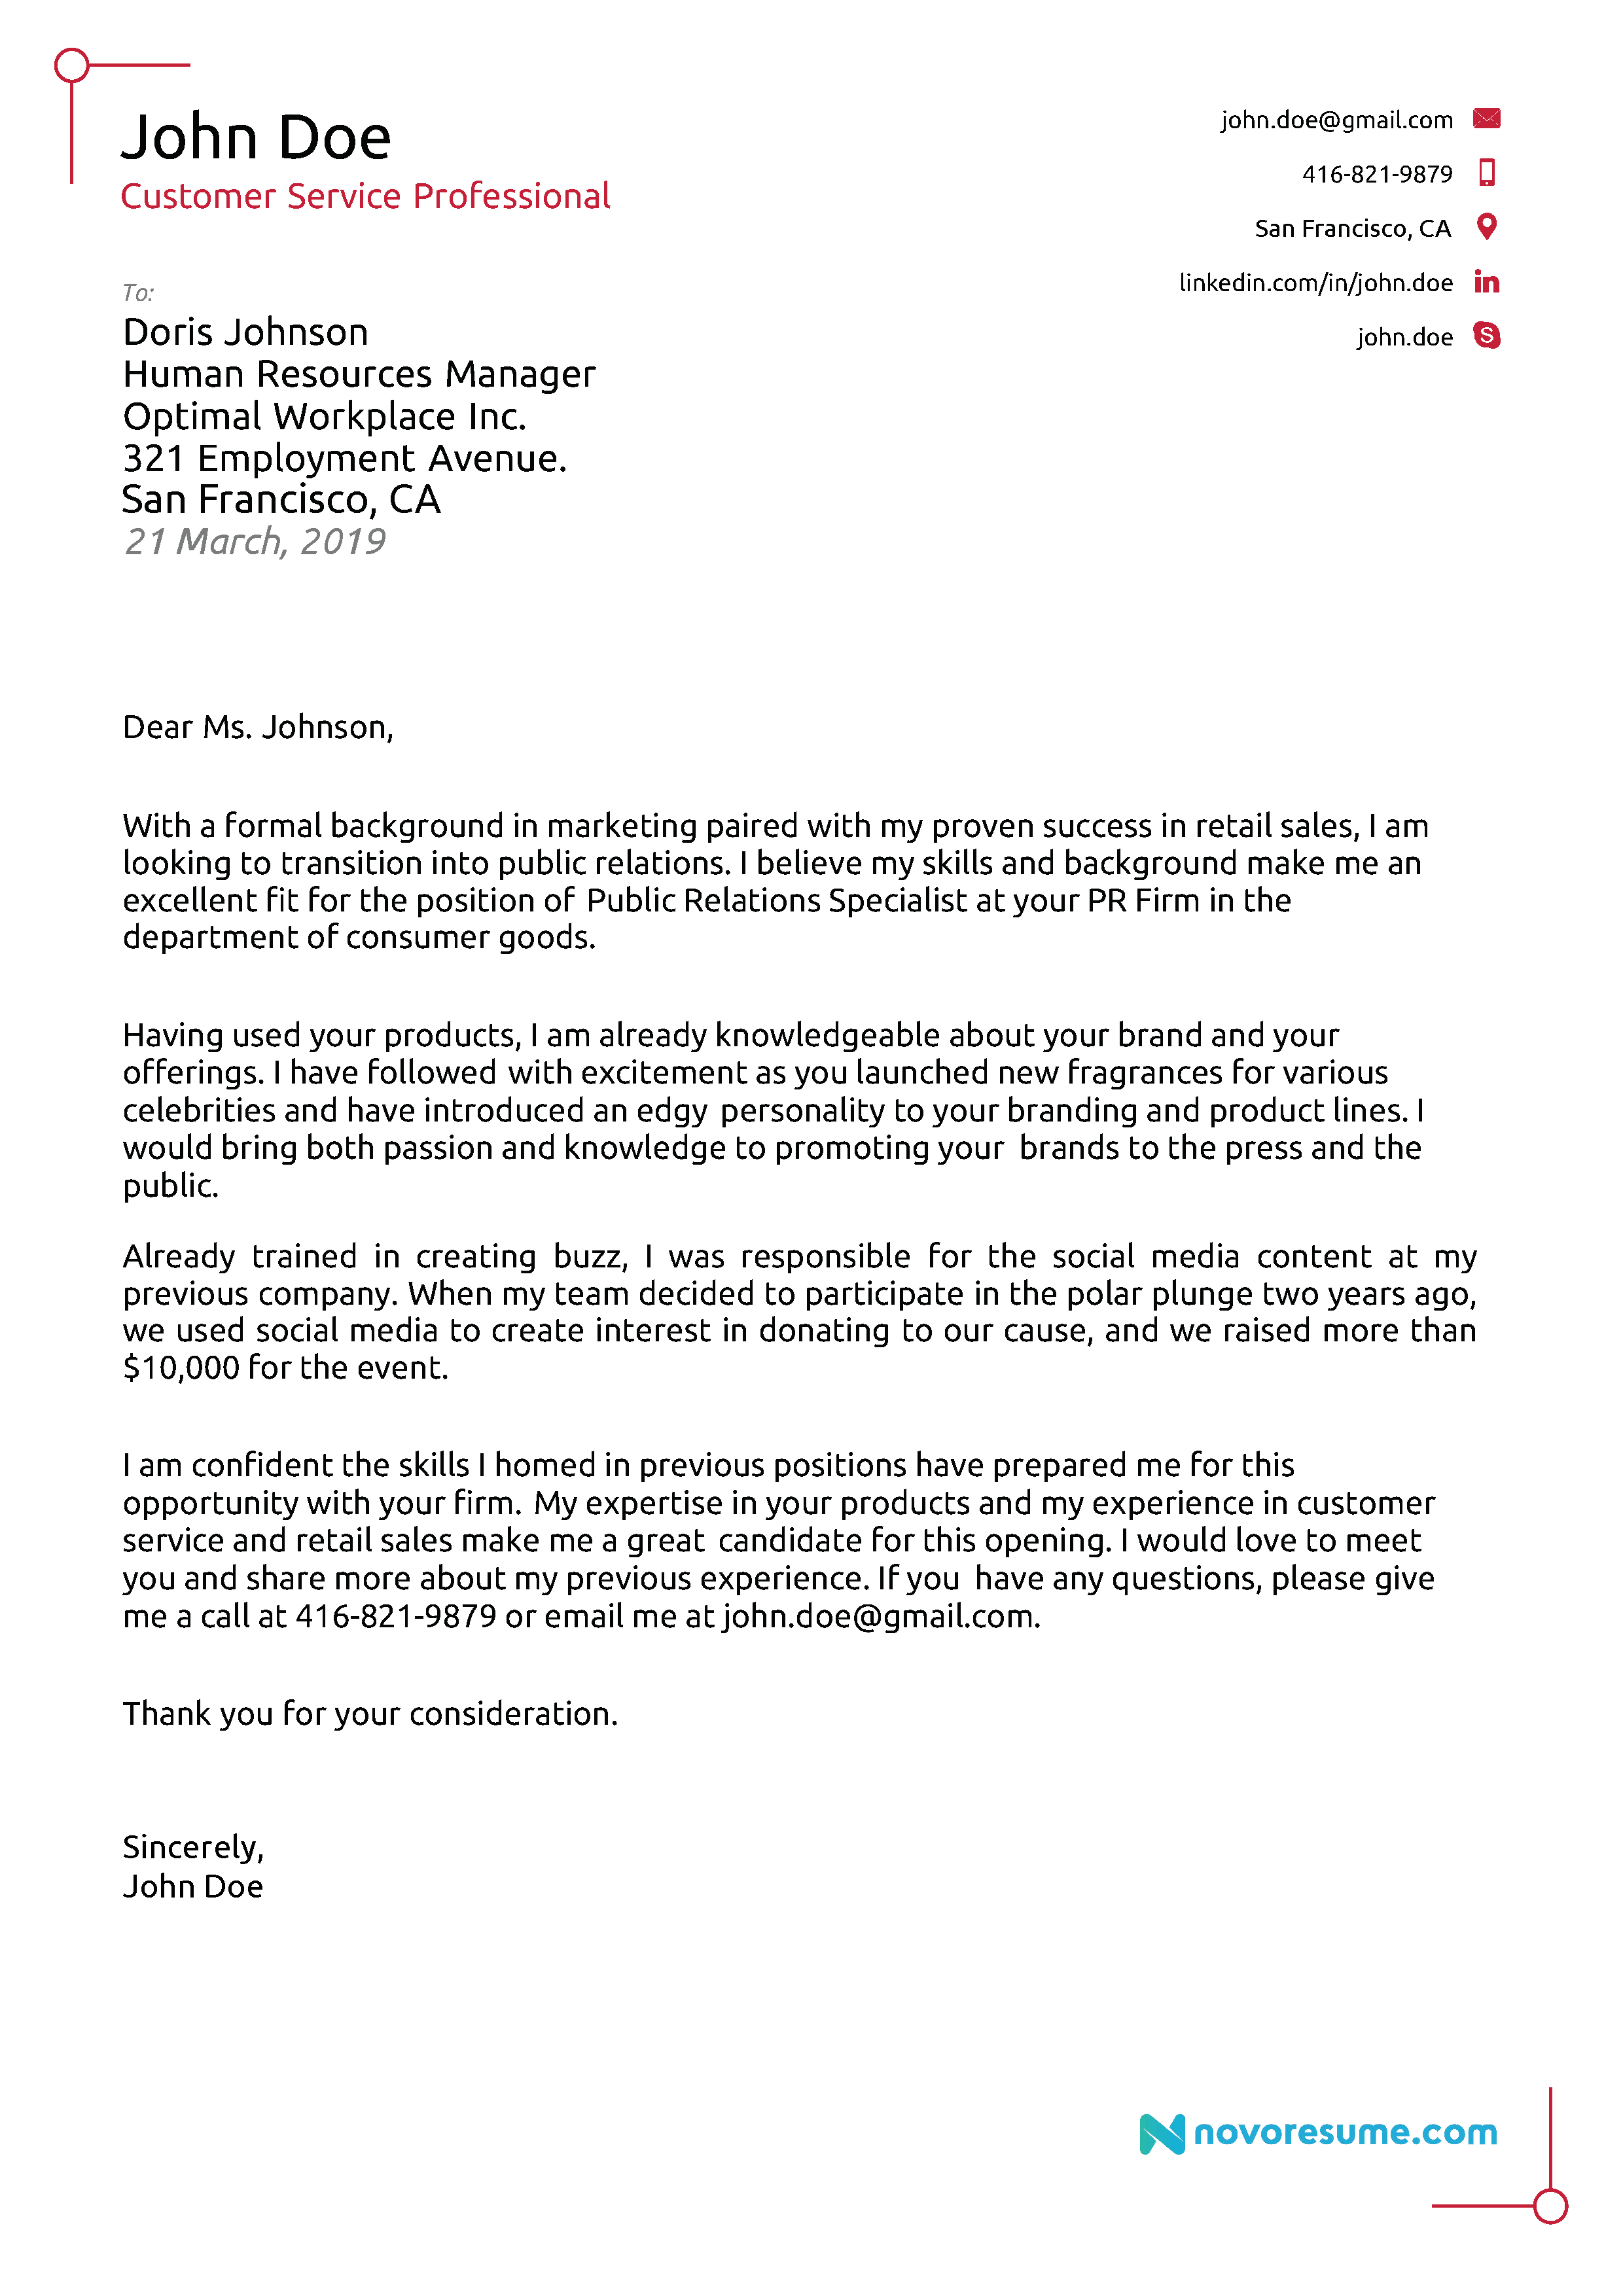 John Doe
Customer Service Professional
john.doe@gmail.com
416-821-9879
San Francisco, CA
linkedin.com/in/john.doe
john.doe
To:
Doris Johnson
Human Resources Manager
Optimal Workplace Inc.
321 Employment Avenue.
San Francisco, CA
21 March, 2019
Dear Ms. Johnson,
With a formal background in marketing paired with my proven success in retail sales, I am
looking to transition into public relations. I believe my skills and background make me an
excellent fit for the position of Public Relations Specialist at your PR Firm in the
department of consumer goods.
Having used your products, I am already knowledgeable about your brand and your
offerings. I have followed with excitement as you launched new fragrances for various
celebrities and have introduced an edgy personality to your branding and product lines. I
would bring both passion and knowledge to promoting your brands to the press and the
public.
Already trained in creating buzz, I was responsible for the social media content at my
previous company. When my team decided to participate in the polar plunge two years ago,
we used social media to create interest in donating to our cause, and we raised more than
$10,000 for the event.
I am confident the skills I homed in previous positions have prepared me for this
opportunity with your firm. My expertise in your products and my experience in customer
service and retail sales make me a great candidate for this opening. I would love to meet
you and share more about my previous experience. If you have any questions, please give
me a call at 416-821-9879 or email me at john.doe@gmail.com.
Thank you for your consideration.
Sincerely,
John Doe
novoresume.com